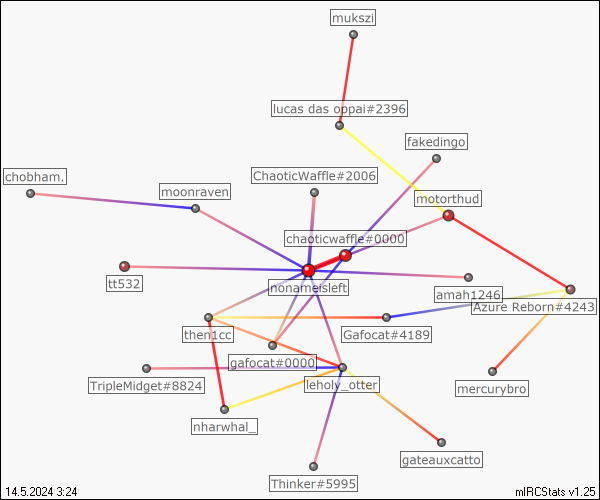 mukszi
lucas das oppai#2396
fakedingo
chobham.
ChaoticWaffle#2006
moonraven
motorthud
chaoticwaffle#0000
tt532
nonameisleft
amah1246
Azure Reborn#4243
then1cc
Gafocat#4189
gafocat#0000
TripleMidget#8824
leholy_otter
mercurybro
nharwhal_
gateauxcatto
Thinker#5995
14.5.2024 3:24
mIRCStats v1.25